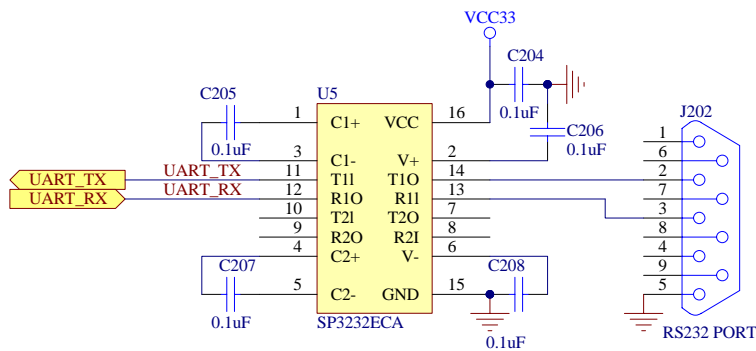 VCC33
C204
0.1uF
C205
0.1uF
U5
C206
0.1uF
J202
1 C1+ VCC 16
3 C1- V+ 2
UART_TX UART_TX 11 T1I T1O 14
UART_RX UART_RX 12 R1O R1I 13
10 T2I T2O 7
9 R2O R2I 8
4 C2+ V- 6
5 C2- GND 15
C207
0.1uF
C208
0.1uF
SP3232ECA
1
6
2
7
3
8
4
9
5
RS232 PORT